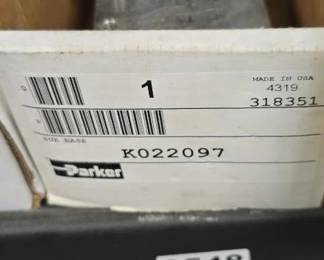 1
MADE IN USA
4319
318351
SUB BASE
K022097
Parker